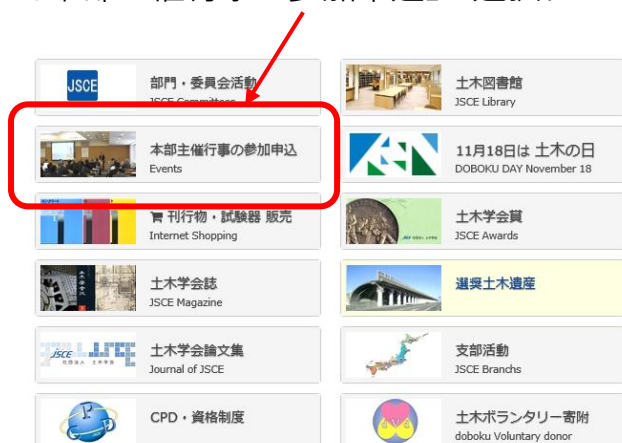 JSCE
部門・委員会活動
JSCE Committees
土木図書館
JSCE Library
本部主催行事の参加申込
Events
11月18日は 土木の日
DOBOKU DAY November 18
刊行物・試験器 販売
Internet Shopping
土木学会賞
JSCE Awards
土木学会誌
JSCE Magazine
選奨土木遺産
JSCE
土木学会論文集
Journal of JSCE
支部活動
JSCE Branchs
CPD・資格制度
土木ボランタリー寄附
doboku Voluntary donor